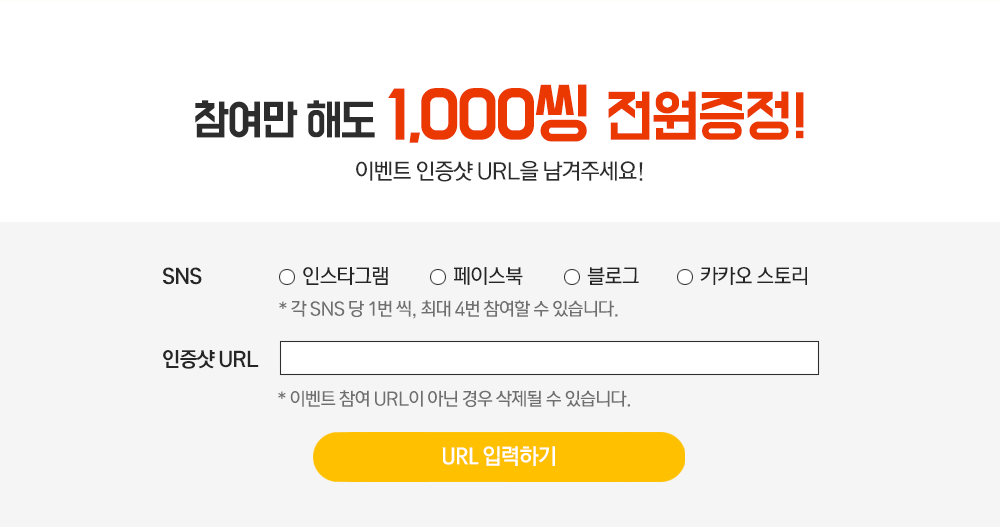 참여만 해도 1,000씽 전원증정!
이벤트 인증샷 URL을 남겨주세요!
SNS 인스타그램 페이스북 블로그 카카오 스토리
* 각 SNS 당 1번 씩, 최대 4번 참여할 수 있습니다.
인증샷 URL
* 이벤트 참여 URL이 아닌 경우 삭제될 수 있습니다.
URL 입력하기